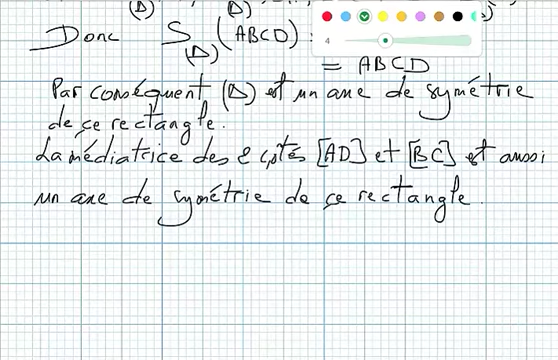 (Δ) (Δ)
Donc S(Δ) (ABCD) :
= ABCD
Par conséquent (Δ) est un axe de symétrie
de ce rectangle.
La médiatrice des 2 côtés [AD] et [BC] est aussi
un axe de symétrie de ce rectangle.
4